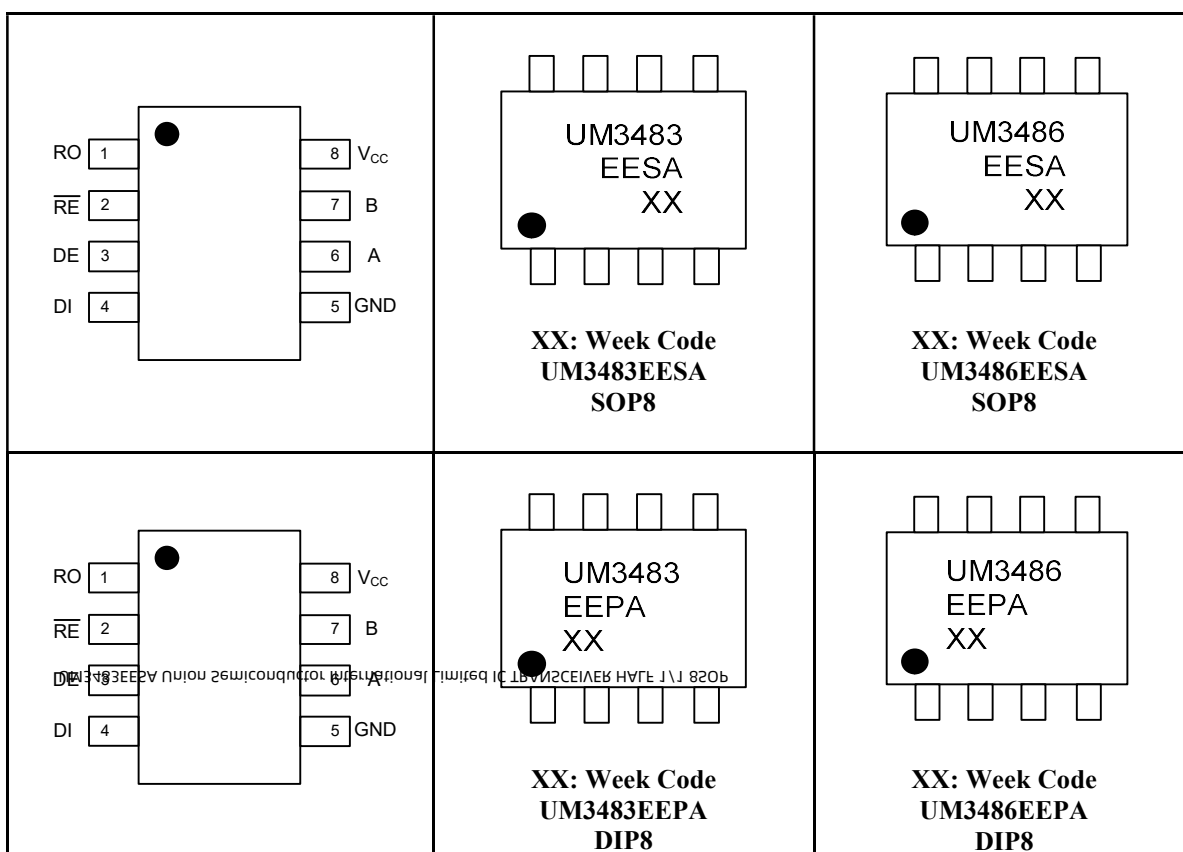 RO 1 8 VCC
R̅E̅ 2 7 B
DE 3 6 A
DI 4 5 GND
UM3483
EESA
XX
XX: Week Code
UM3483EESA
SOP8
UM3486
EESA
XX
XX: Week Code
UM3486EESA
SOP8
RO 1 8 VCC
R̅E̅ 2 7 B
DE 3 6 A
DI 4 5 GND
UM3483EESA Union Semiconductor International Limited IC TRANSCEIVER HALF 1/1 8SOP
UM3483
EEPA
XX
XX: Week Code
UM3483EEPA
DIP8
UM3486
EEPA
XX
XX: Week Code
UM3486EEPA
DIP8